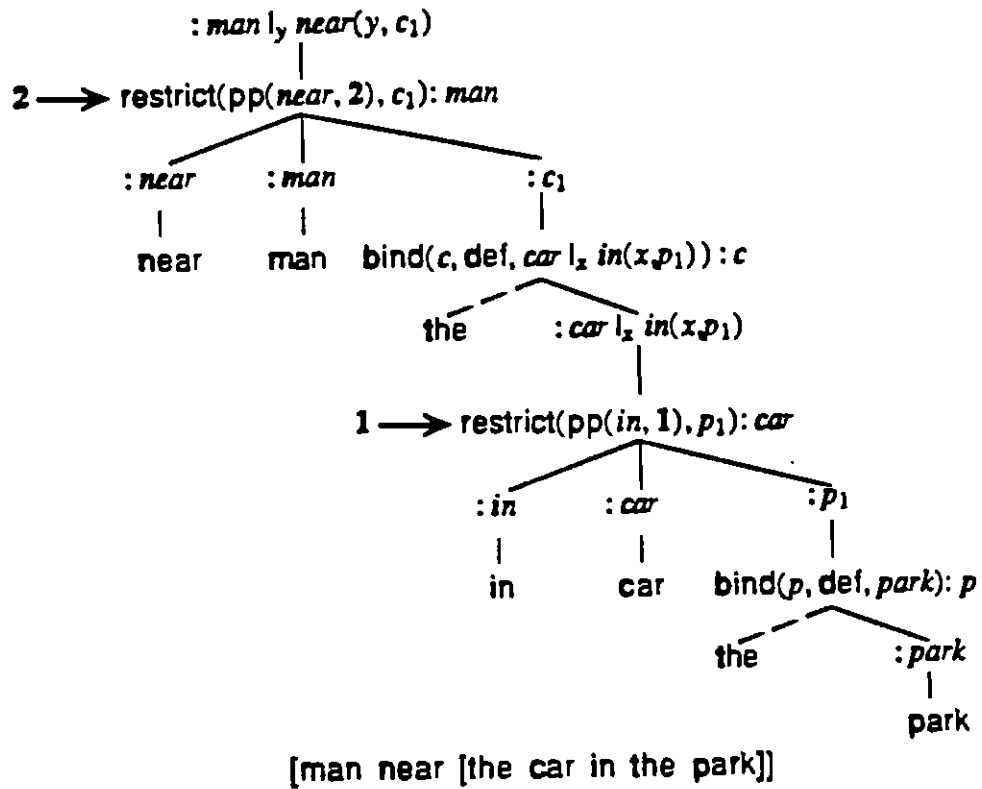 : man |y near(y, c1)
2 restrict(pp(near, 2), c1): man
: near : man : c1
near man bind(c, def, car |x in(x,p1)) : c
the : car |x in(x,p1)
1 restrict(pp(in, 1), p1): car
: in : car : p1
in car bind(p, def, park): p
the : park
park
[man near [the car in the park]]